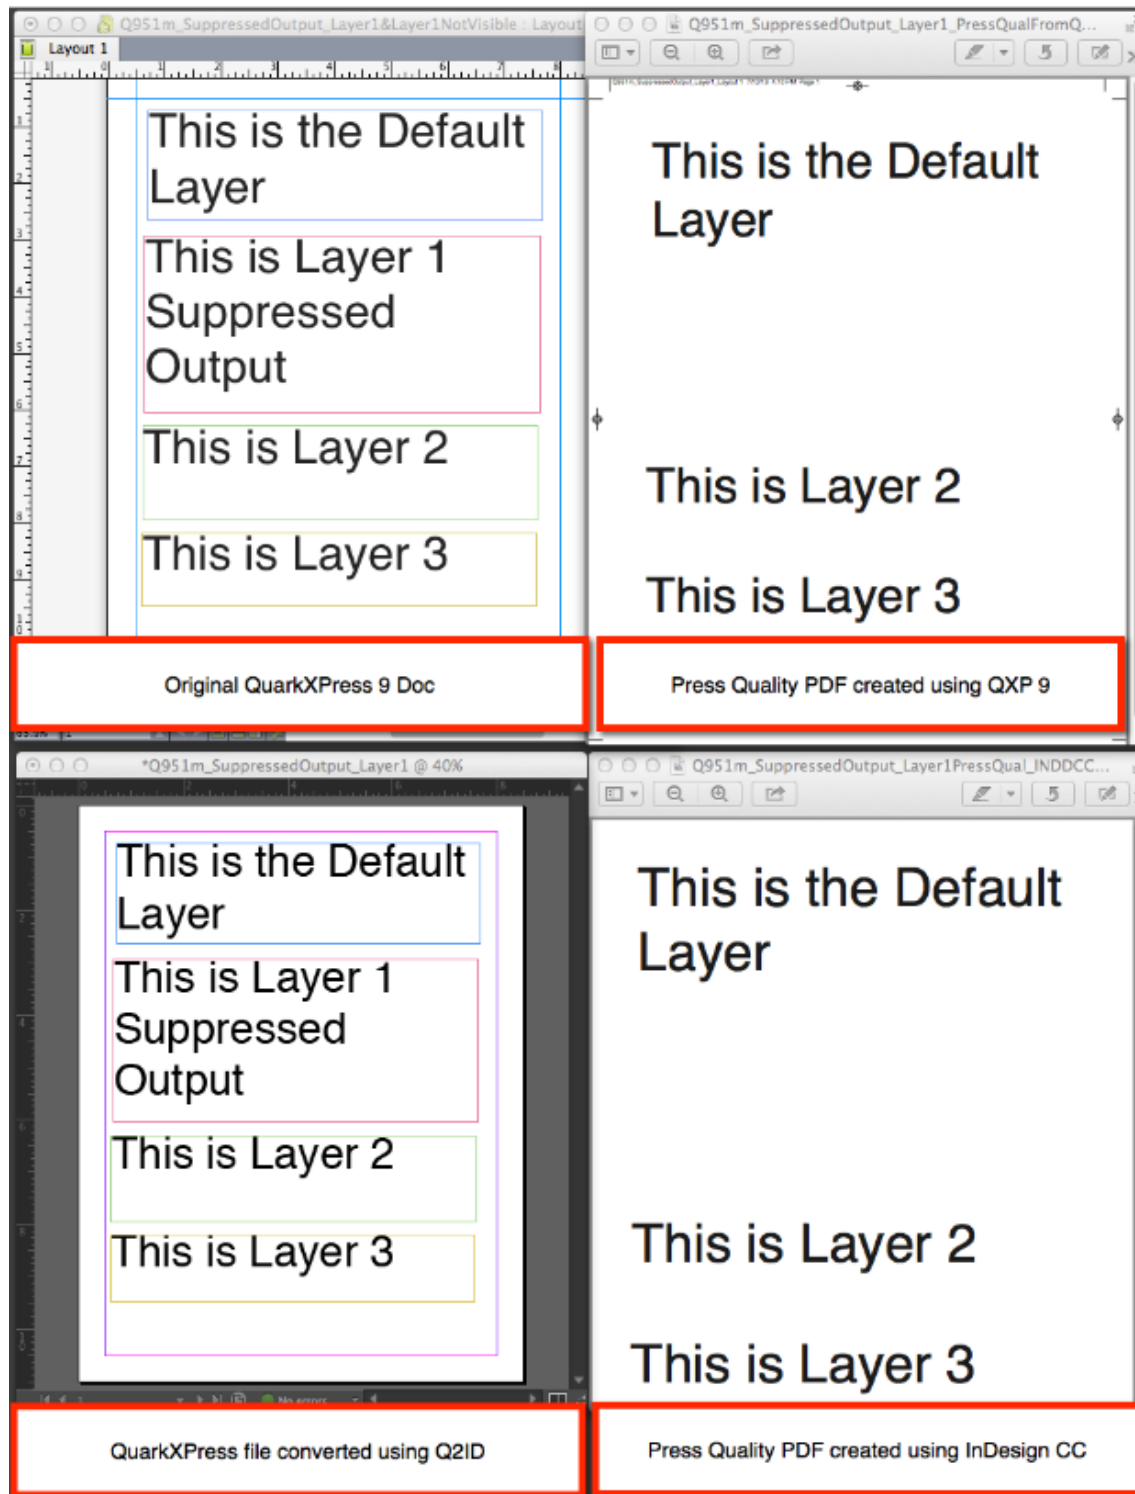 Q951m_SuppressedOutput_Layer1&Layer1NotVisible : Layout
Layout 1
This is the Default
Layer
This is Layer 1
Suppressed
Output
This is Layer 2
This is Layer 3
Original QuarkXPress 9 Doc
Q951m_SuppressedOutput_Layer1_PressQualFromQ...
This is the Default
Layer
This is Layer 2
This is Layer 3
Press Quality PDF created using QXP 9
*Q951m_SuppressedOutput_Layer1 @ 40%
This is the Default
Layer
This is Layer 1
Suppressed
Output
This is Layer 2
This is Layer 3
No errors
QuarkXPress file converted using Q2ID
Q951m_SuppressedOutput_Layer1PressQual_INDDCC...
This is the Default
Layer
This is Layer 2
This is Layer 3
Press Quality PDF created using InDesign CC